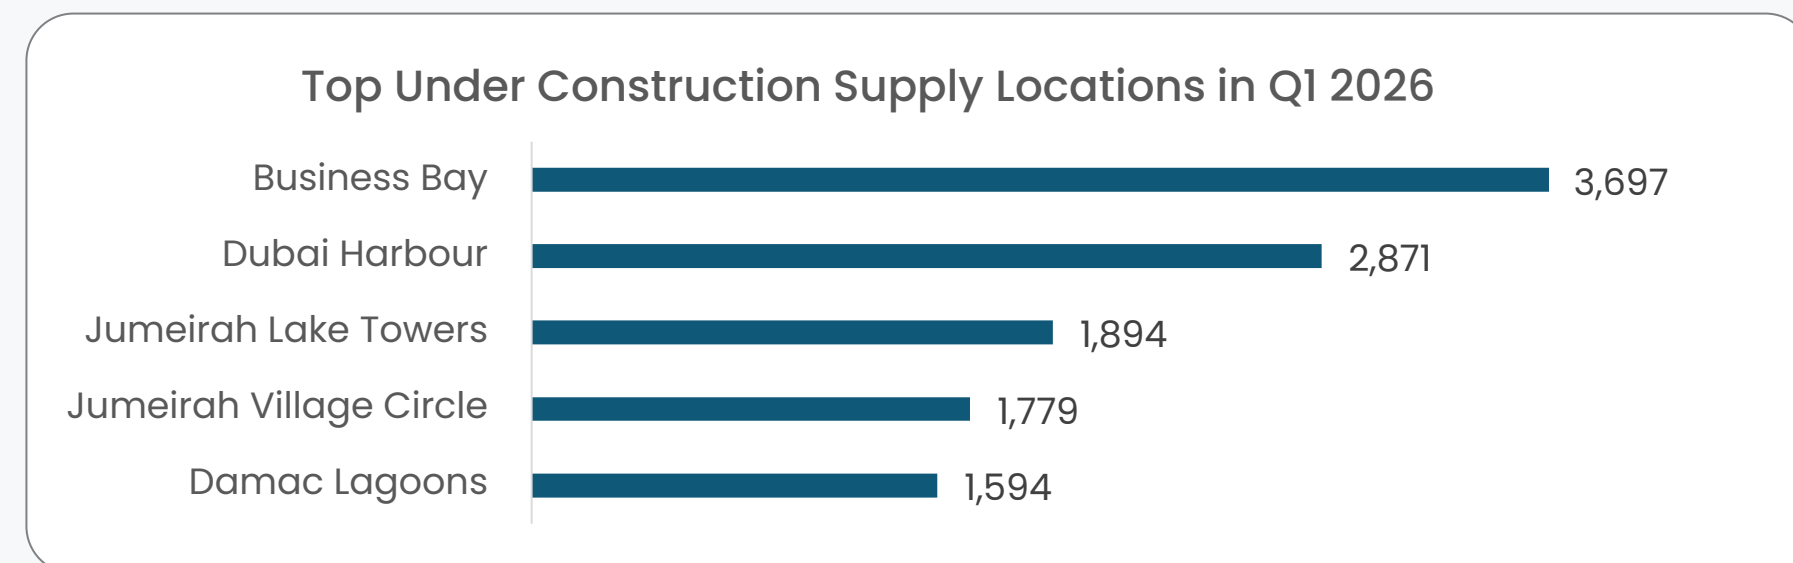 Top Under Construction Supply Locations in Q1 2026
Business Bay 3,697
Dubai Harbour 2,871
Jumeirah Lake Towers 1,894
Jumeirah Village Circle 1,779
Damac Lagoons 1,594